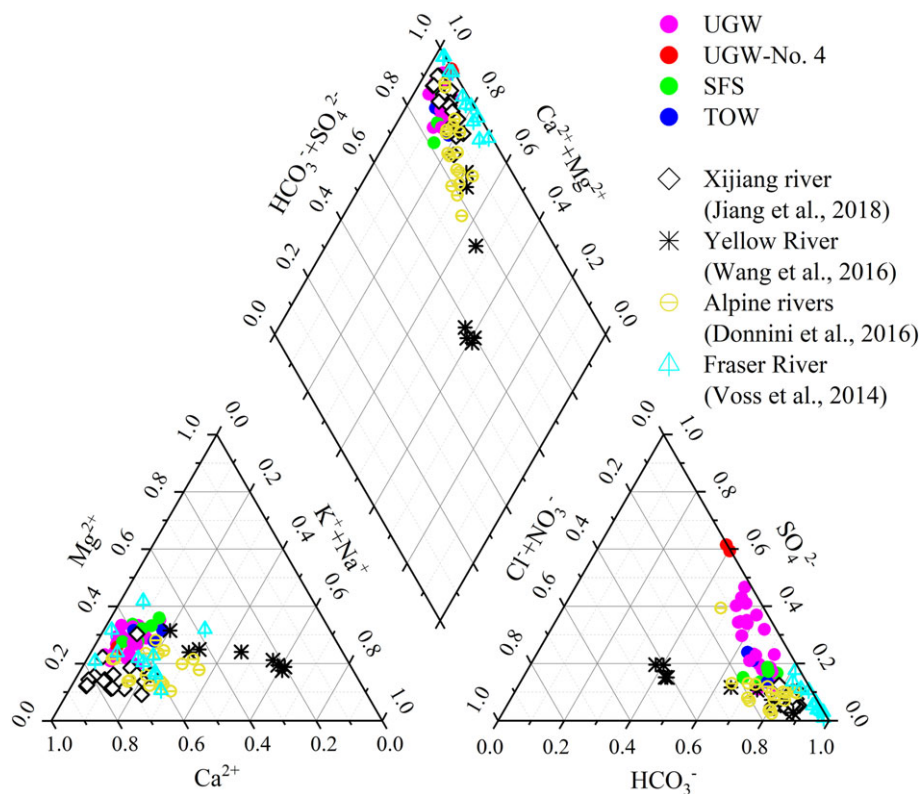 UGW
UGW-No. 4
SFS
TOW
Xijiang river
(Jiang et al., 2018)
Yellow River
(Wang et al., 2016)
Alpine rivers
(Donnini et al., 2016)
Fraser River
(Voss et al., 2014)
HCO₃⁻+SO₄²⁻
0.0
0.2
0.4
0.6
0.8
1.0
Ca²⁺+Mg²⁺
1.0
0.8
0.6
0.4
0.2
0.0
Mg²⁺
0.0
0.2
0.4
0.6
0.8
1.0
K⁺+Na⁺
0.0
0.2
0.4
0.6
0.8
1.0
1.0 0.8 0.6 0.4 0.2 0.0
Ca²⁺
Cl⁻+NO₃⁻
0.0
0.2
0.4
0.6
0.8
1.0
SO₄²⁻
1.0
0.8
0.6
0.4
0.2
0.0
0.0 0.2 0.4 0.6 0.8 1.0
HCO₃⁻